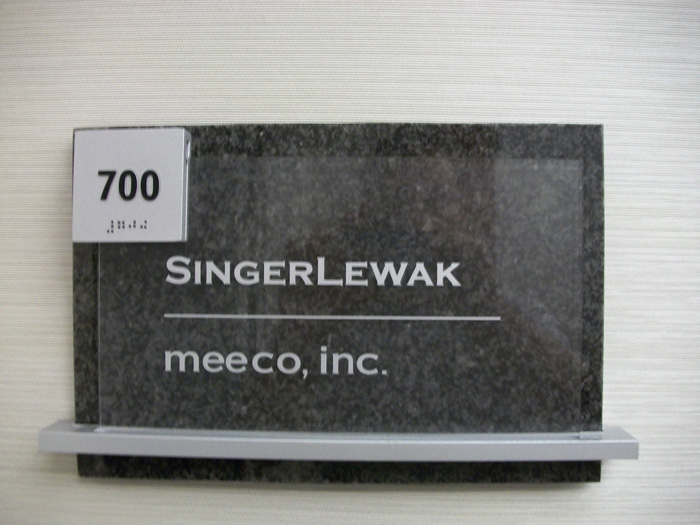 700
SINGERLEWAK
meeco, inc.